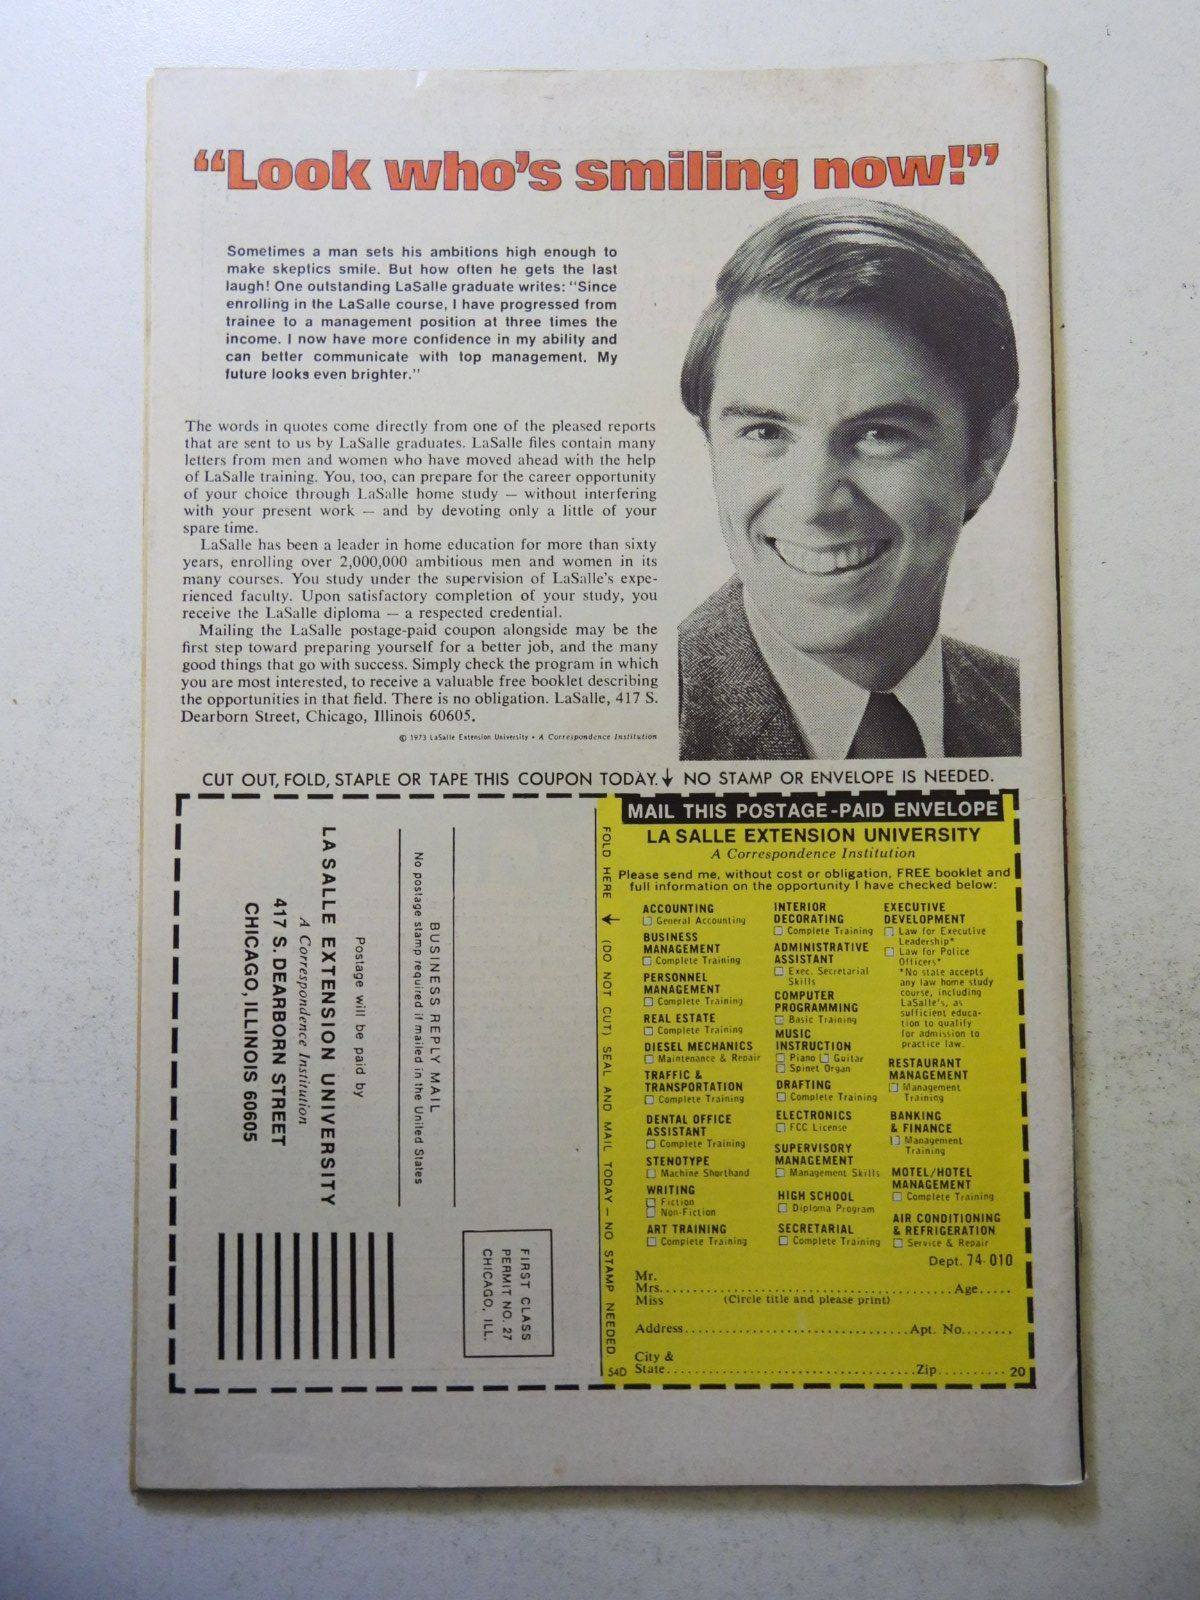 “Look who’s smiling now!”
Sometimes a man sets his ambitions high enough to
make skeptics smile. But how often he gets the last
laugh! One outstanding LaSalle graduate writes: “Since
enrolling in the LaSalle course, I have progressed from
trainee to a management position at three times the
income. I now have more confidence in my ability and
can better communicate with top management. My
future looks even brighter.”
The words in quotes come directly from one of the pleased reports
that are sent to us by LaSalle graduates. LaSalle files contain many
letters from men and women who have moved ahead with the help
of LaSalle training. You, too, can prepare for the career opportunity
of your choice through LaSalle home study — without interfering
with your present work — and by devoting only a little of your
spare time.
LaSalle has been a leader in home education for more than sixty
years, enrolling over 2,000,000 ambitious men and women in its
many courses. You study under the supervision of LaSalle's expe-
rienced faculty. Upon satisfactory completion of your study, you
receive the LaSalle diploma — a respected credential.
Mailing the LaSalle postage-paid coupon alongside may be the
first step toward preparing yourself for a better job, and the many
good things that go with success. Simply check the program in which
you are most interested, to receive a valuable free booklet describing
the opportunities in that field. There is no obligation. LaSalle, 417 S.
Dearborn Street, Chicago, Illinois 60605.
© 1973 LaSalle Extension University • A Correspondence Institution
CUT OUT, FOLD, STAPLE OR TAPE THIS COUPON TODAY. ↓ NO STAMP OR ENVELOPE IS NEEDED.
FIRST CLASS
PERMIT NO. 27
CHICAGO, ILL.
BUSINESS REPLY MAIL
No postage stamp required if mailed in the United States
Postage will be paid by
LA SALLE EXTENSION UNIVERSITY
A Correspondence Institution
417 S. DEARBORN STREET
CHICAGO, ILLINOIS 60605
FOLD HERE → (DO NOT CUT) SEAL AND MAIL TODAY — NO STAMP NEEDED.
54D
MAIL THIS POSTAGE-PAID ENVELOPE
LA SALLE EXTENSION UNIVERSITY
A Correspondence Institution
Please send me, without cost or obligation, FREE booklet and
full information on the opportunity I have checked below:
ACCOUNTING
□ General Accounting
BUSINESS
MANAGEMENT
□ Complete Training
PERSONNEL
MANAGEMENT
□ Complete Training
REAL ESTATE
□ Complete Training
DIESEL MECHANICS
□ Maintenance & Repair
TRAFFIC &
TRANSPORTATION
□ Complete Training
DENTAL OFFICE
ASSISTANT
□ Complete Training
STENOTYPE
□ Machine Shorthand
WRITING
□ Fiction
□ Non-Fiction
ART TRAINING
□ Complete Training
INTERIOR
DECORATING
□ Complete Training
ADMINISTRATIVE
ASSISTANT
□ Exec. Secretarial
Skills
COMPUTER
PROGRAMMING
□ Basic Training
MUSIC
INSTRUCTION
□ Piano □ Guitar
□ Spinet Organ
DRAFTING
□ Complete Training
ELECTRONICS
□ FCC License
SUPERVISORY
MANAGEMENT
□ Management Skills
HIGH SCHOOL
□ Diploma Program
SECRETARIAL
□ Complete Training
EXECUTIVE
DEVELOPMENT
□ Law for Executive
Leadership*
□ Law for Police
Officers*
*No state accepts
any law home study
course, including
LaSalle's, as
sufficient educa-
tion to qualify
for admission to
practice law.
RESTAURANT
MANAGEMENT
□ Management
Training
BANKING
& FINANCE
□ Management
Training
MOTEL/HOTEL
MANAGEMENT
□ Complete Training
AIR CONDITIONING
& REFRIGERATION
□ Service & Repair
Dept. 74-010
Mr.
Mrs. Age
Miss (Circle title and please print)
Address Apt. No.
City &
State Zip 20